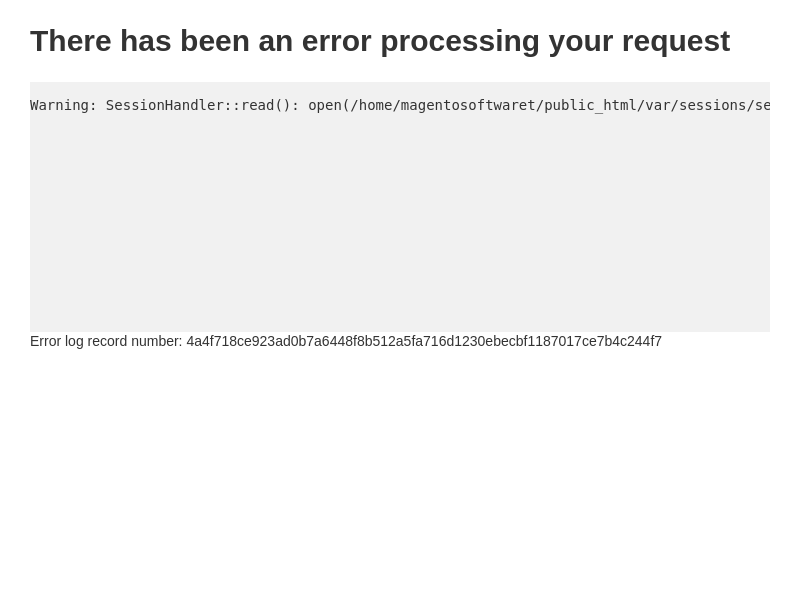 There has been an error processing your request
Warning: SessionHandler::read(): open(/home/magentosoftwaret/public_html/var/sessions/se
Error log record number: 4a4f718ce923ad0b7a6448f8b512a5fa716d1230ebecbf1187017ce7b4c244f7